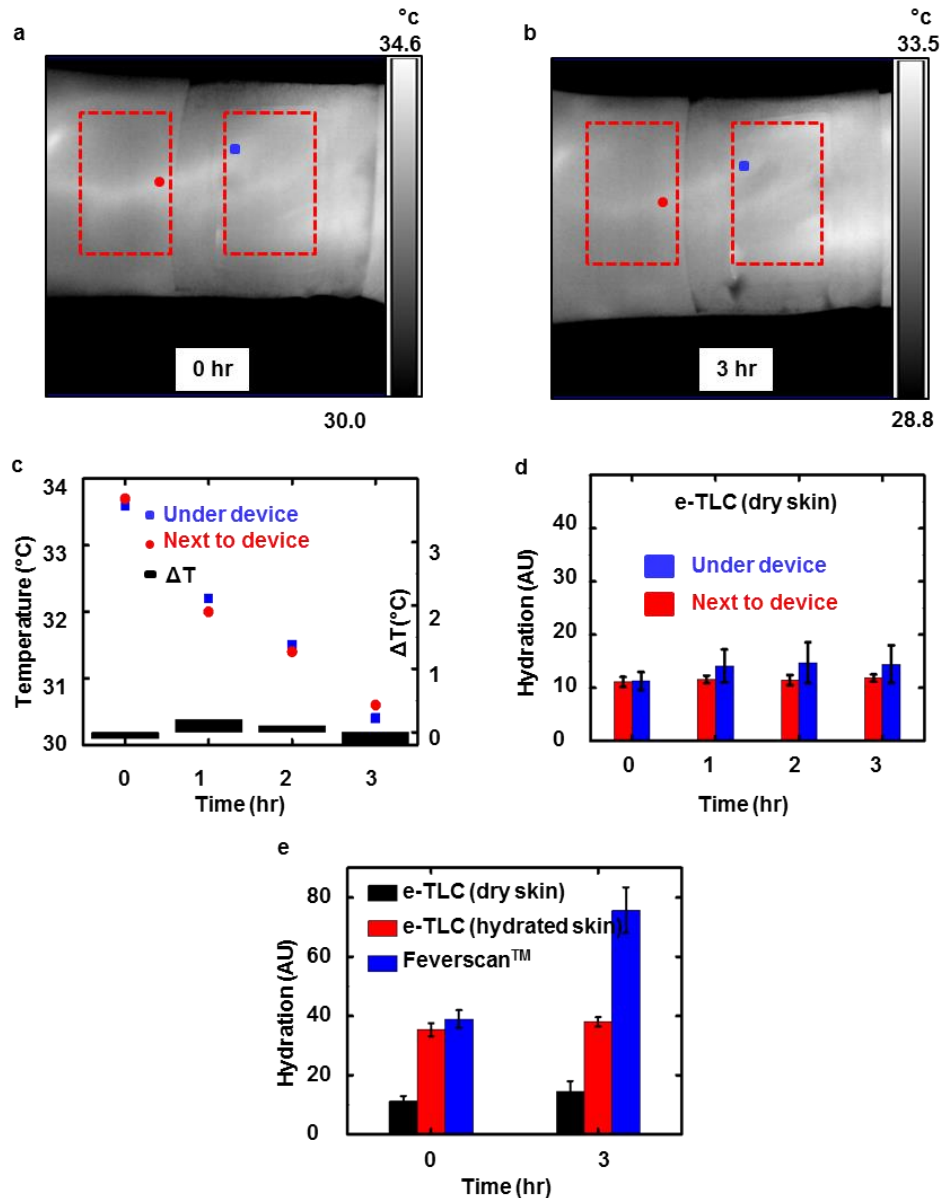 a
°c
34.6
0 hr
30.0
b
°c
33.5
3 hr
28.8
c
34
33
32
31
30
Temperature (°C)
Under device
Next to device
ΔT
3
2
1
0
ΔT(°C)
0 1 2 3
Time (hr)
d
e-TLC (dry skin)
Under device
Next to device
40
30
20
10
0
Hydration (AU)
0 1 2 3
Time (hr)
e
e-TLC (dry skin)
e-TLC (hydrated skin)
Feverscan™
80
60
40
20
0
Hydration (AU)
0 3
Time (hr)